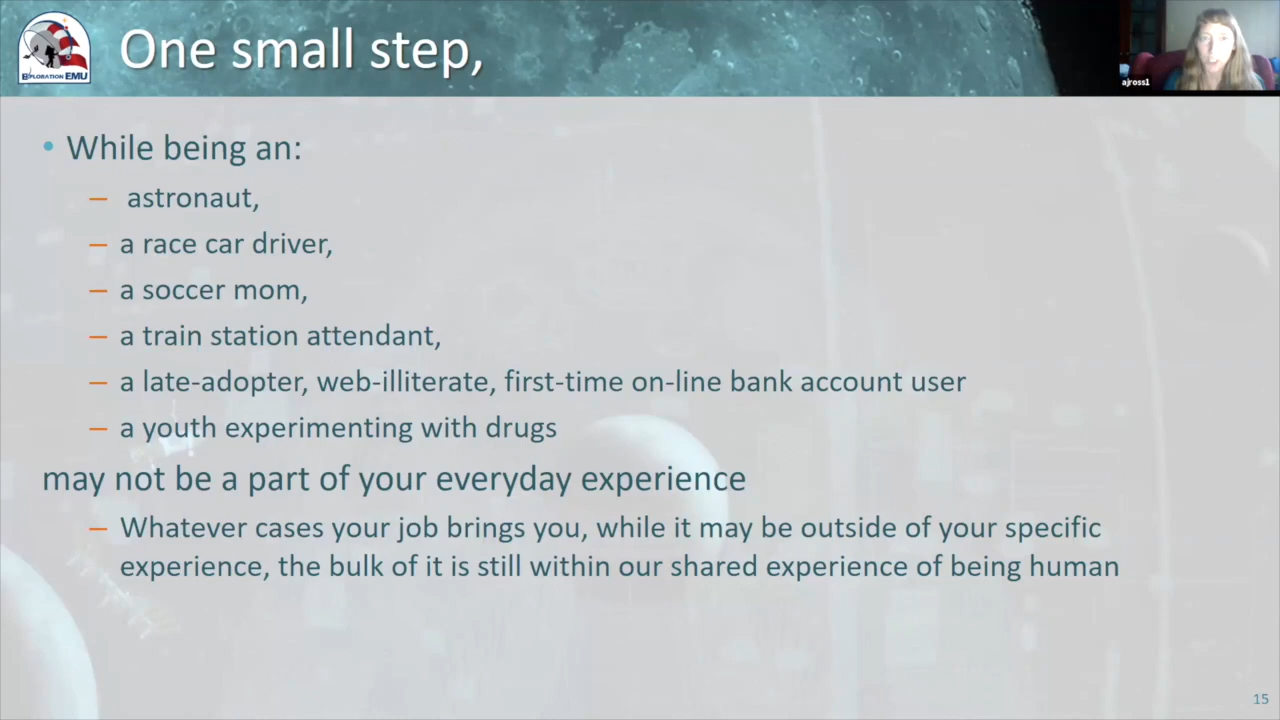 One small step,
EXPLORATION EMU
ajross1
• While being an:
– astronaut,
– a race car driver,
– a soccer mom,
– a train station attendant,
– a late-adopter, web-illiterate, first-time on-line bank account user
– a youth experimenting with drugs
may not be a part of your everyday experience
– Whatever cases your job brings you, while it may be outside of your specific
experience, the bulk of it is still within our shared experience of being human
15